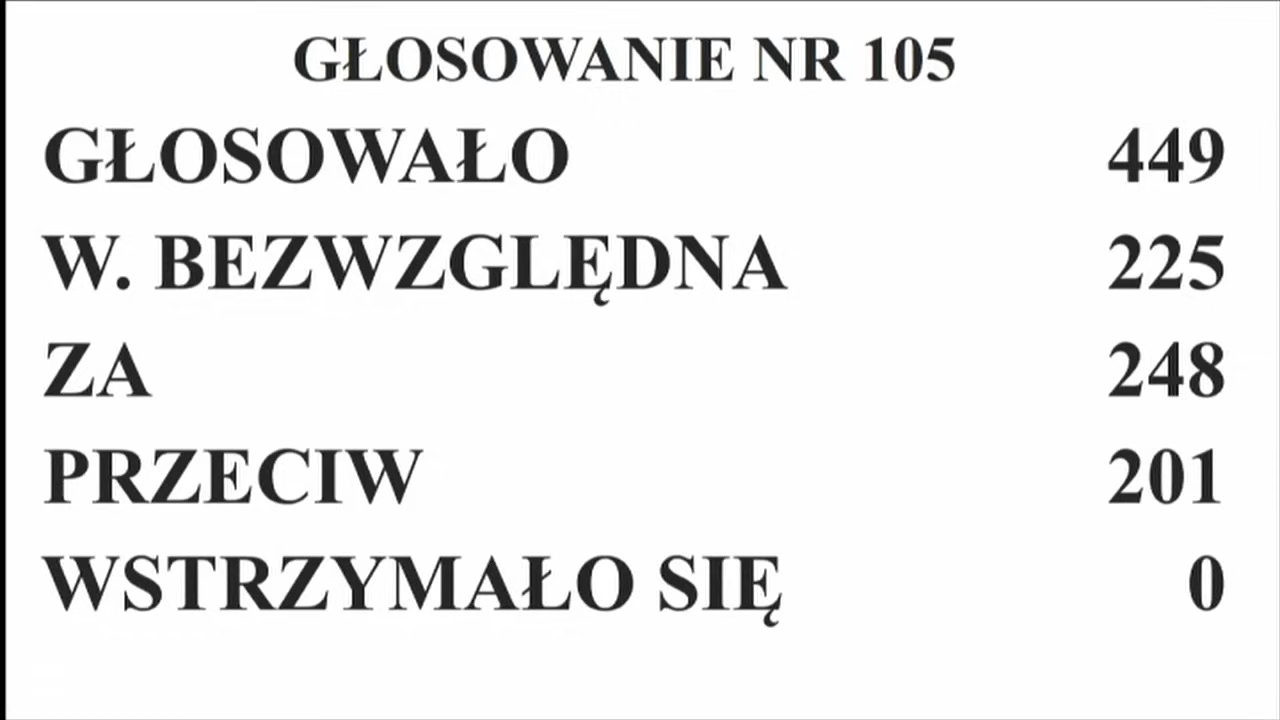 GŁOSOWANIE NR 105
GŁOSOWAŁO 449
W. BEZWZGLĘDNA 225
ZA 248
PRZECIW 201
WSTRZYMAŁO SIĘ 0